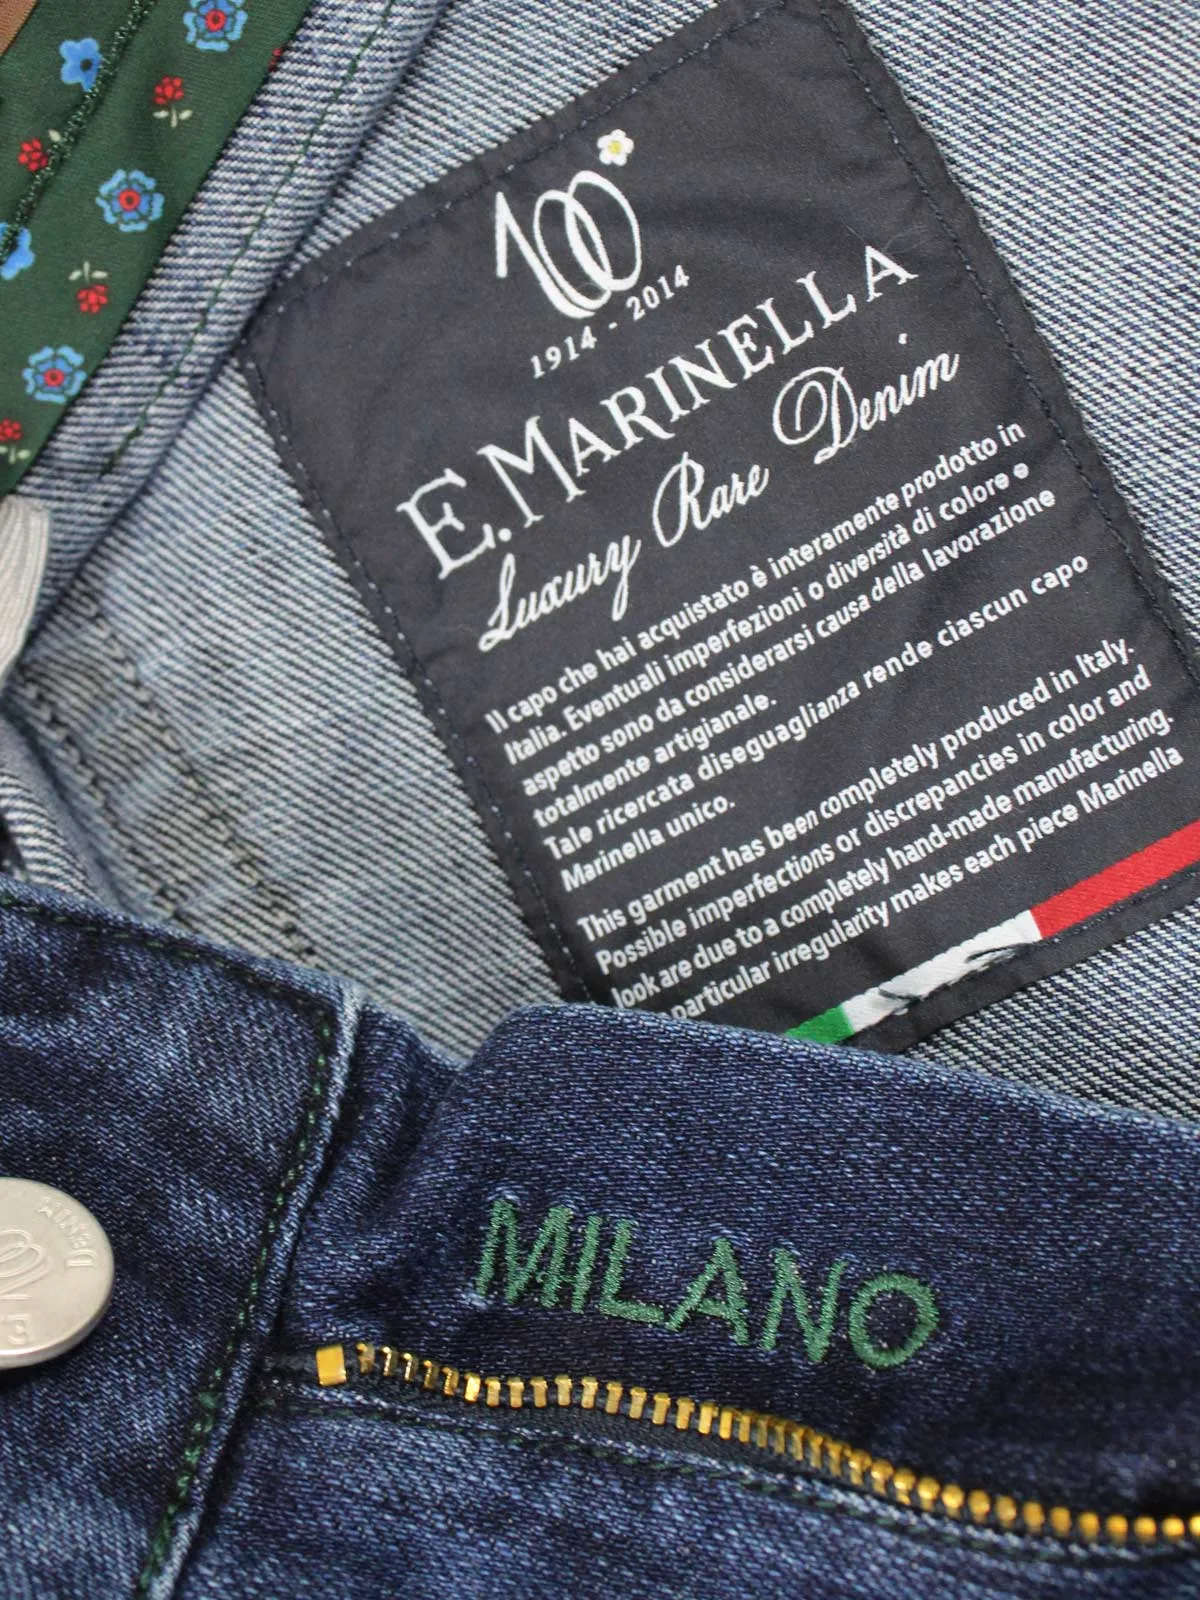 100
1914 - 2014
E. MARINELLA
Luxury Rare Denim
Il capo che hai acquistato è interamente prodotto in
Italia. Eventuali imperfezioni o diversità di colore e
aspetto sono da considerarsi causa della lavorazione
totalmente artigianale.
Tale ricercata diseguaglianza rende ciascun capo
Marinella unico.
This garment has been completely produced in Italy.
Possible imperfections or discrepancies in color and
look are due to a completely hand-made manufacturing.
particular irregularity makes each piece Marinella
MILANO